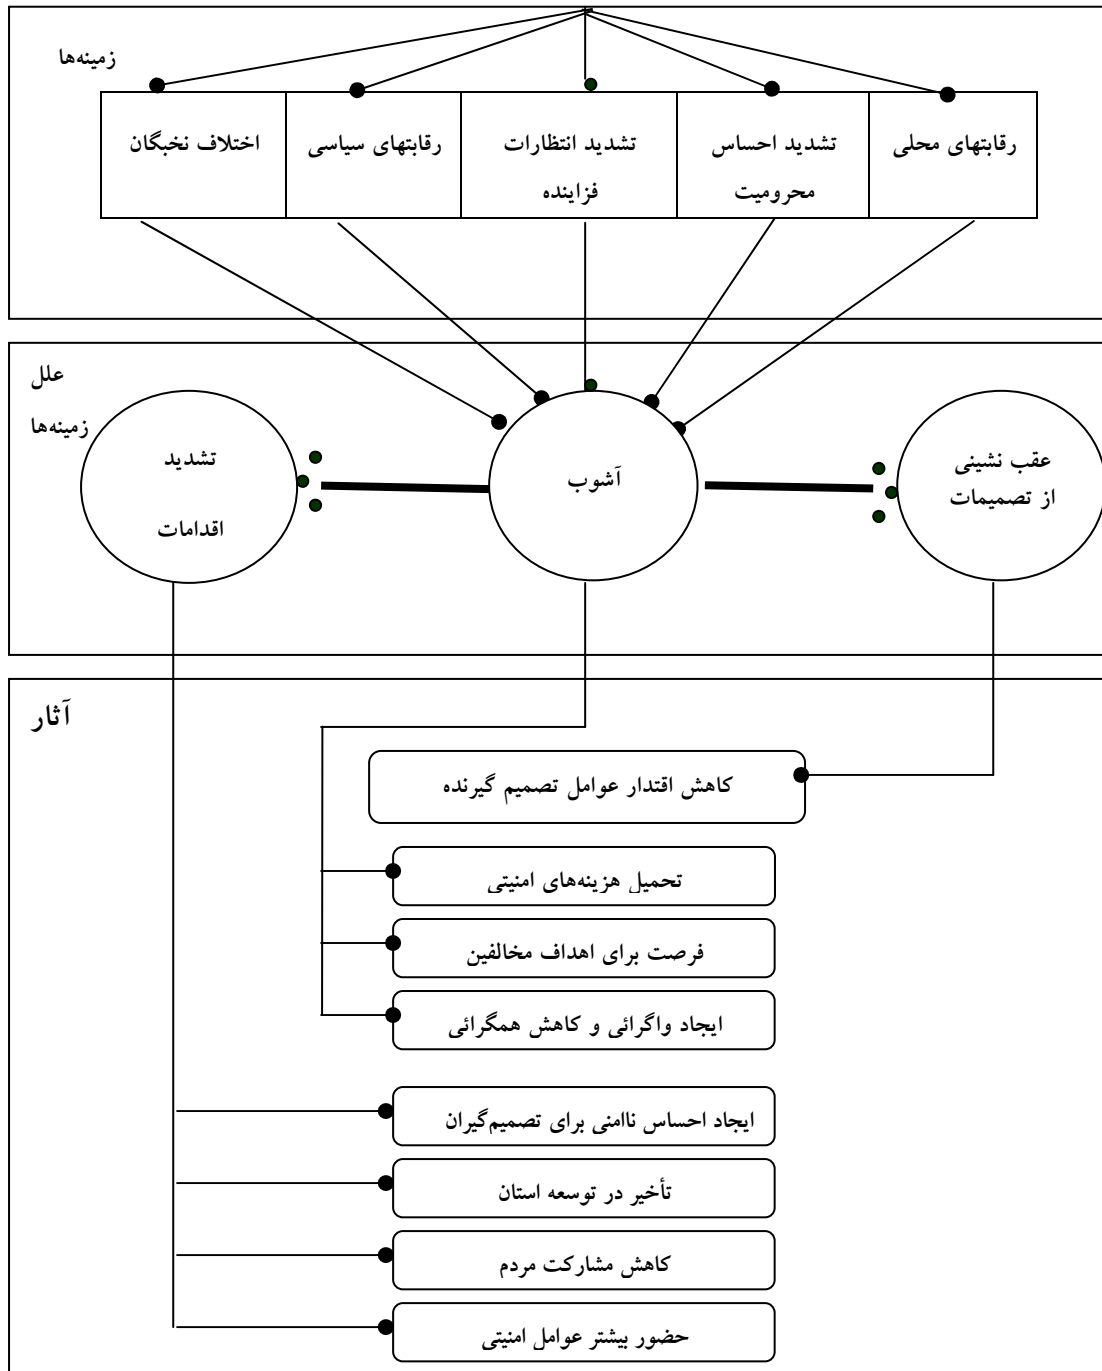 زمینه‌ها
رقابتهای محلی
تشدید احساس
محرومیت
تشدید انتظارات
فزاینده
رقابتهای سیاسی
اختلاف نخبگان
علل
زمینه‌ها
عقب نشینی
از تصمیمات
آشوب
تشدید
اقدامات
آثار
کاهش اقتدار عوامل تصمیم گیرنده
تحمیل هزینه‌های امنیتی
فرصت برای اهداف مخالفین
ایجاد واگرائی و کاهش همگرائی
ایجاد احساس ناامنی برای تصمیم‌گیران
تأخیر در توسعه استان
کاهش مشارکت مردم
حضور بیشتر عوامل امنیتی